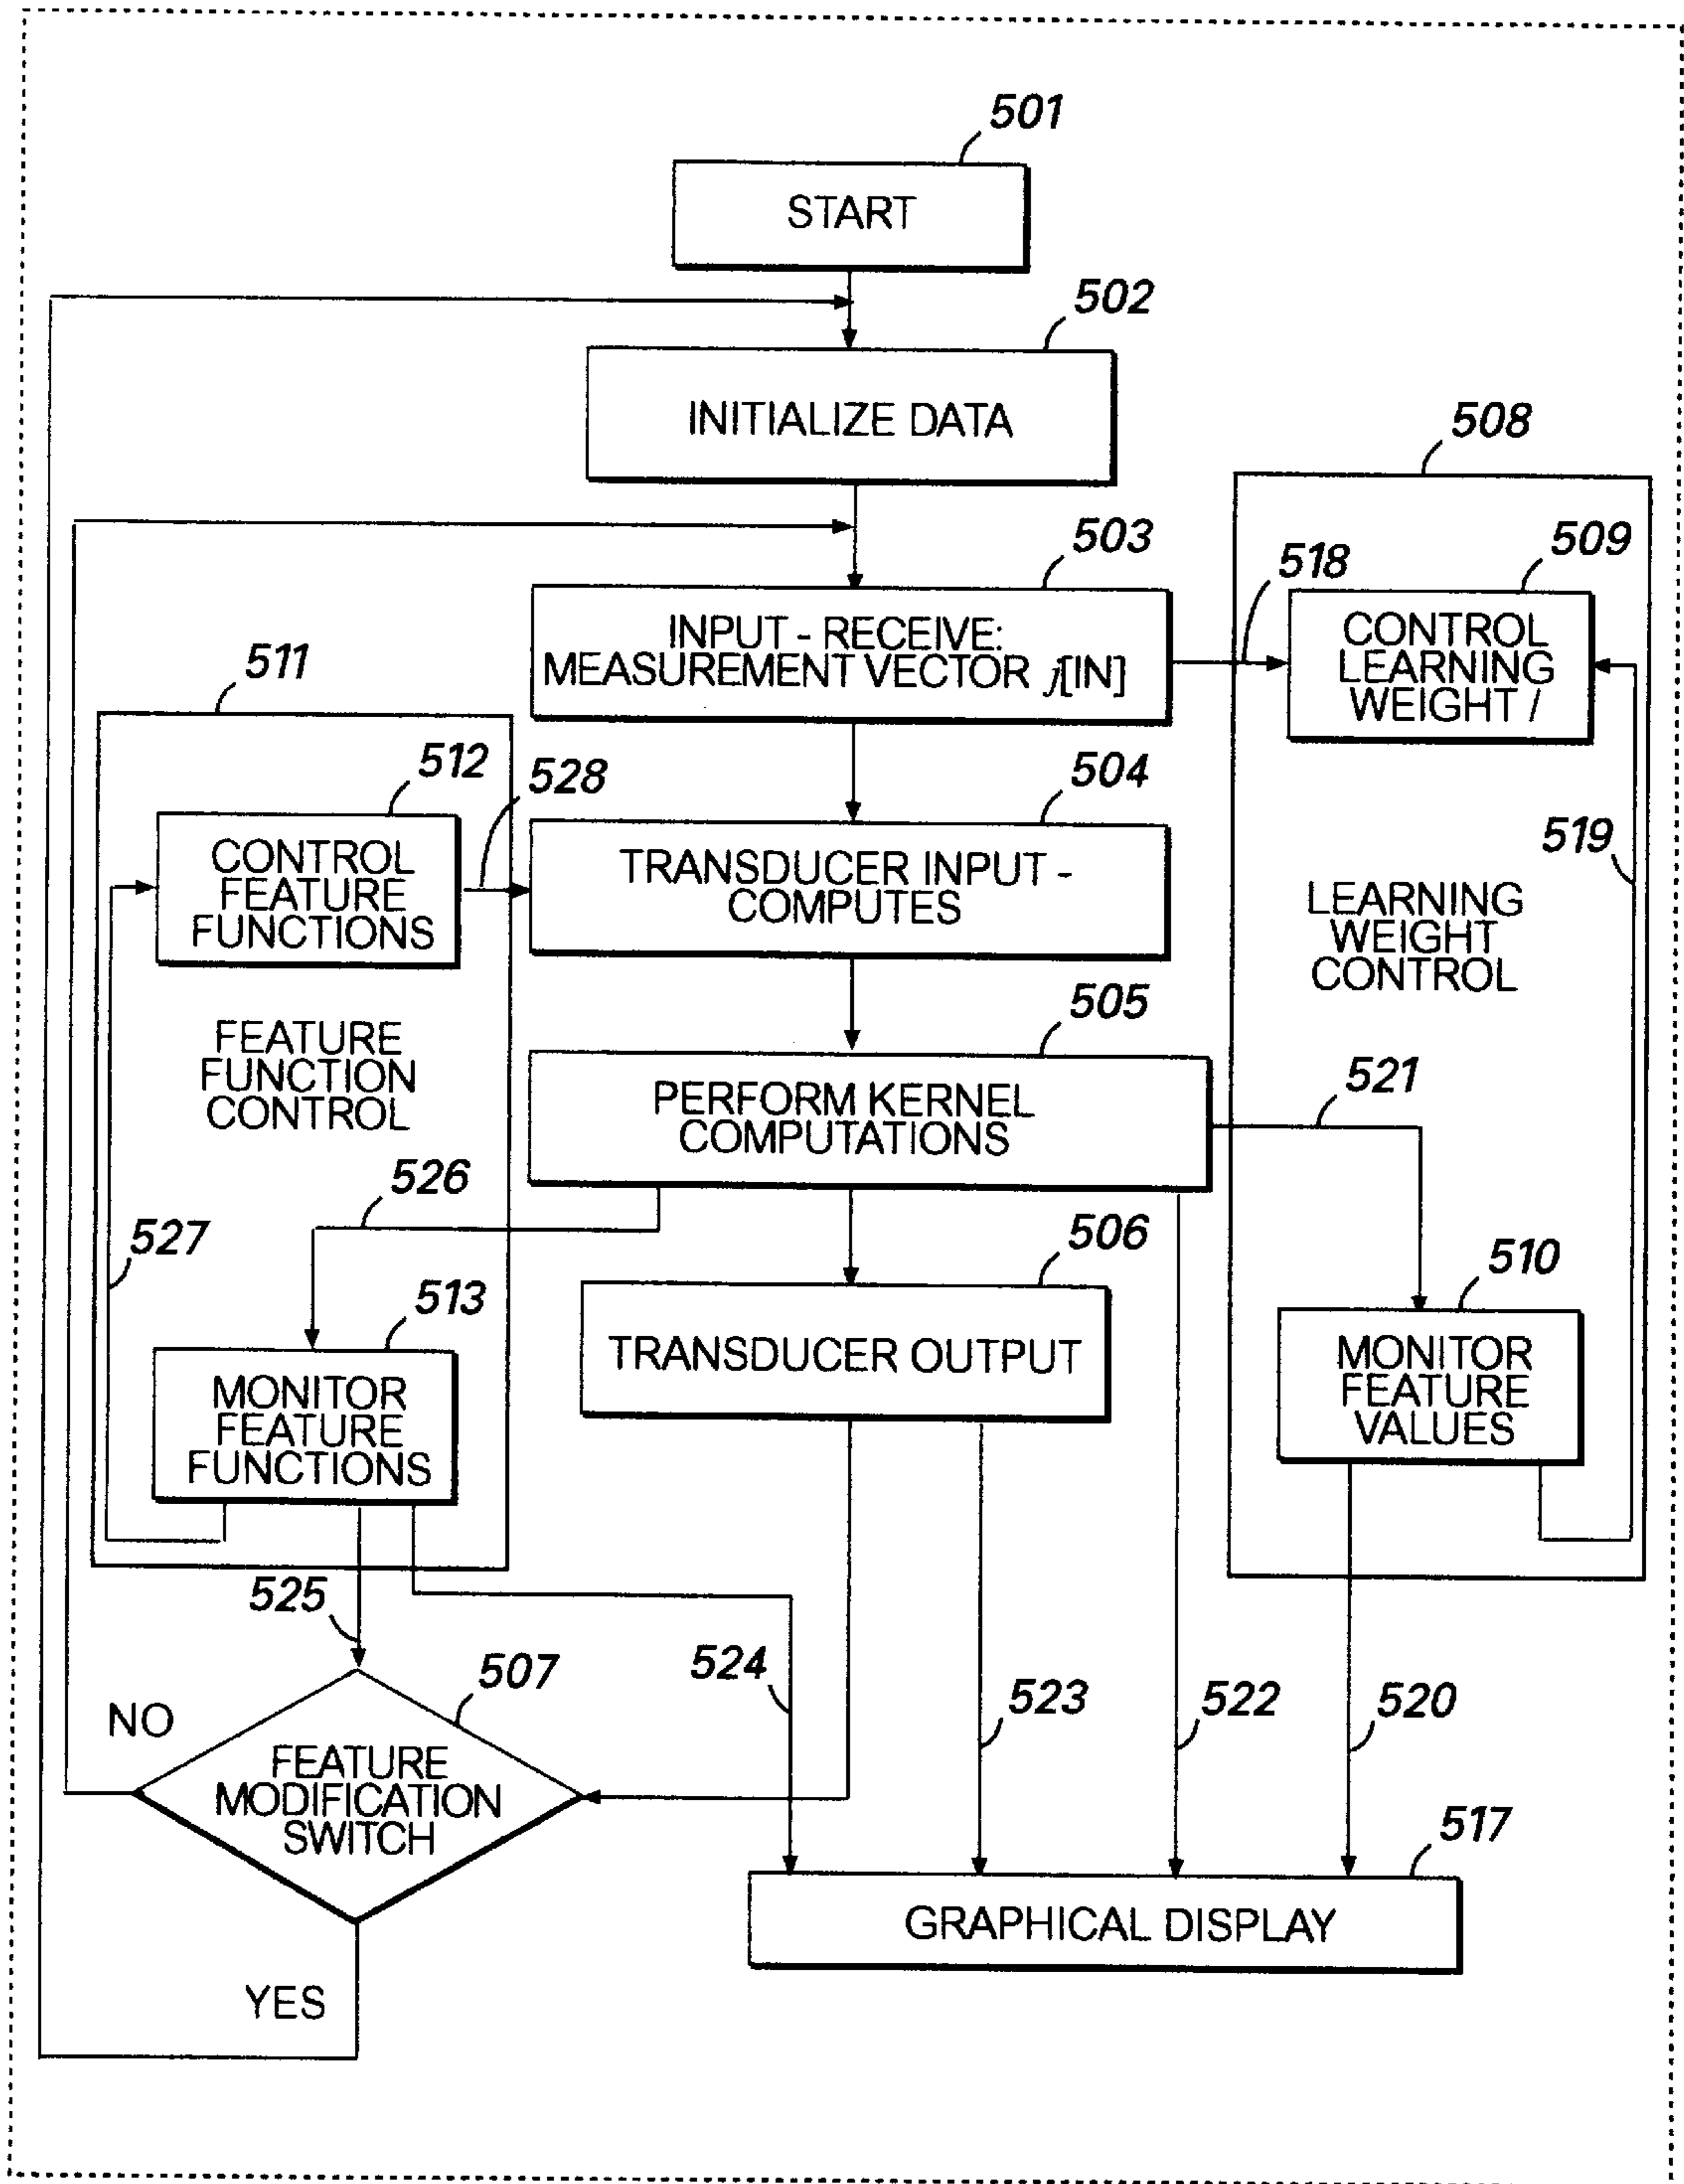 501
START
502
INITIALIZE DATA
508
503
518
509
INPUT - RECEIVE:
MEASUREMENT VECTOR j[IN]
CONTROL
LEARNING
WEIGHT /
511
512
528
504
519
CONTROL
FEATURE
FUNCTIONS
TRANSDUCER INPUT -
COMPUTES
LEARNING
WEIGHT
CONTROL
505
FEATURE
FUNCTION
CONTROL
PERFORM KERNEL
COMPUTATIONS
521
526
527
506
510
513
TRANSDUCER OUTPUT
MONITOR
FEATURE
VALUES
MONITOR
FEATURE
FUNCTIONS
525
507
524
523
522
520
NO
FEATURE
MODIFICATION
SWITCH
517
GRAPHICAL DISPLAY
YES